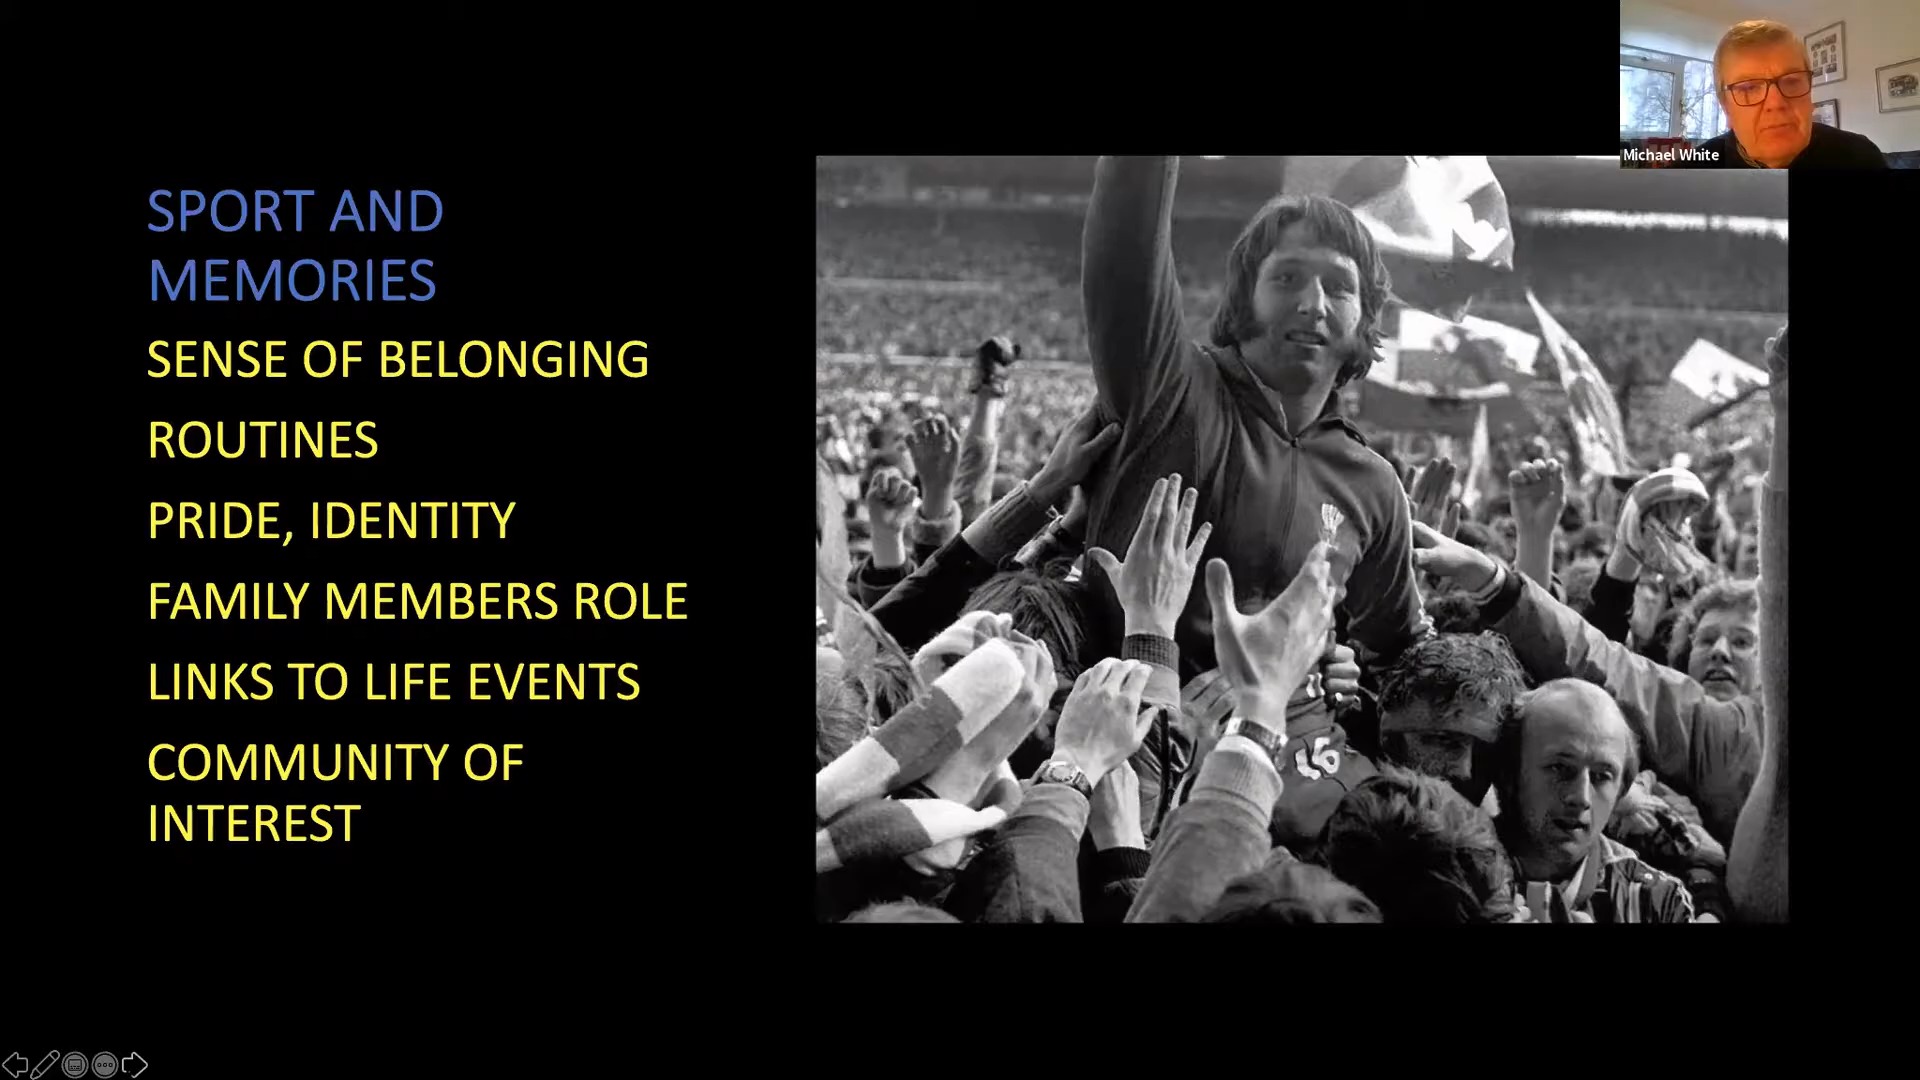 Michael White
SPORT AND
MEMORIES
SENSE OF BELONGING
ROUTINES
PRIDE, IDENTITY
FAMILY MEMBERS ROLE
LINKS TO LIFE EVENTS
COMMUNITY OF
INTEREST
16